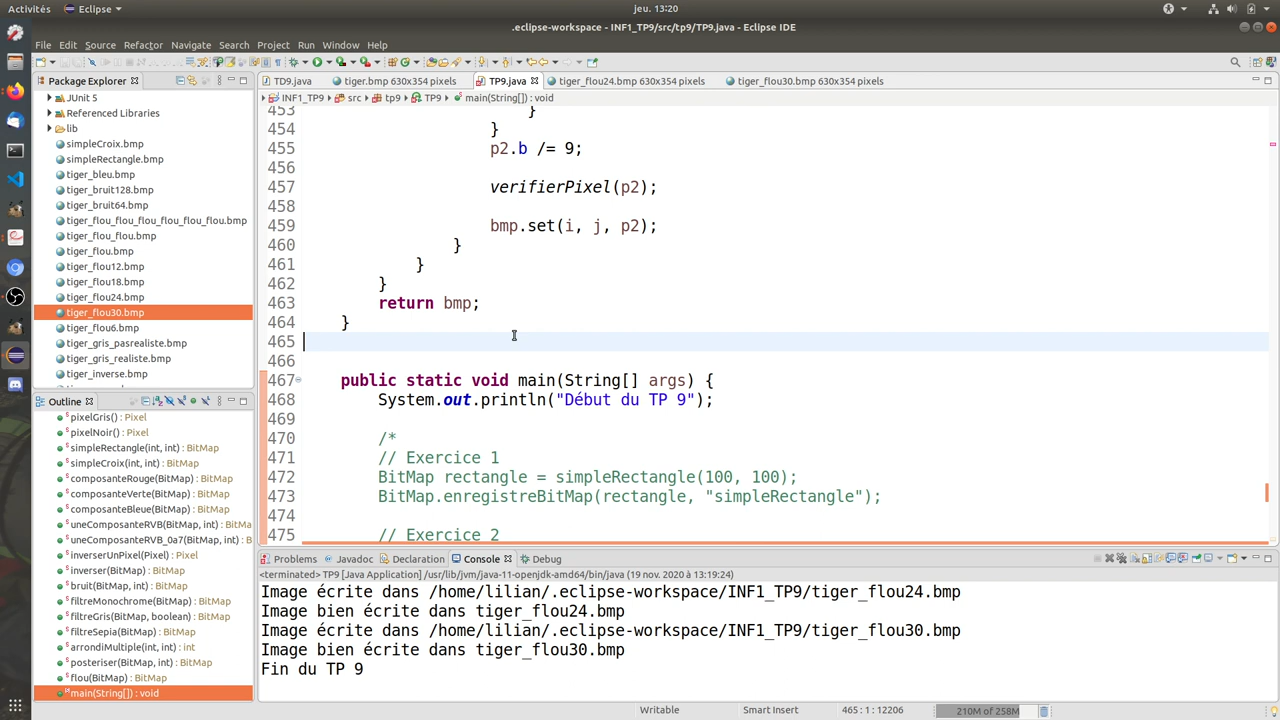 Activités
Eclipse
jeu. 13:20
.eclipse-workspace - INF1_TP9/src/tp9/TP9.java - Eclipse IDE
File Edit Source Refactor Navigate Search Project Run Window Help
Package Explorer
TD9.java
tiger.bmp 630x354 pixels
TP9.java
tiger_flou24.bmp 630x354 pixels
tiger_flou30.bmp 630x354 pixels
INF1_TP9 src tp9 TP9 main(String[]) : void
JUnit 5
Referenced Libraries
lib
simpleCroix.bmp
simpleRectangle.bmp
tiger_bleu.bmp
tiger_bruit128.bmp
tiger_bruit64.bmp
tiger_flou_flou_flou_flou_flou_flou.bmp
tiger_flou_flou.bmp
tiger_flou.bmp
tiger_flou12.bmp
tiger_flou18.bmp
tiger_flou24.bmp
tiger_flou30.bmp
tiger_flou6.bmp
tiger_gris_pasrealiste.bmp
tiger_gris_realiste.bmp
tiger_inverse.bmp
453 }
454 }
455 p2.b /= 9;
456
457 verifierPixel(p2);
458
459 bmp.set(i, j, p2);
460 }
461 }
462 }
463 return bmp;
464 }
465
466
467 public static void main(String[] args) {
468 System.out.println("Début du TP 9");
469
470 /*
471 // Exercice 1
472 BitMap rectangle = simpleRectangle(100, 100);
473 BitMap.enregistreBitMap(rectangle, "simpleRectangle");
474
475 // Exercice 2
Outline
pixelGris() : Pixel
pixelNoir() : Pixel
simpleRectangle(int, int) : BitMap
simpleCroix(int, int) : BitMap
composanteRouge(BitMap) : BitMap
composanteVerte(BitMap) : BitMap
composanteBleue(BitMap) : BitMap
uneComposanteRVB(BitMap, int) : BitMa
uneComposanteRVB_0a7(BitMap, int) : B
inverserUnPixel(Pixel) : Pixel
inverser(BitMap) : BitMap
bruit(BitMap, int) : BitMap
filtreMonochrome(BitMap) : BitMap
filtreGris(BitMap, boolean) : BitMap
filtreSepia(BitMap) : BitMap
arrondiMultiple(int, int) : int
posteriser(BitMap, int) : BitMap
flou(BitMap) : BitMap
main(String[]) : void
Problems Javadoc Declaration Console Debug
<terminated> TP9 [Java Application] /usr/lib/jvm/java-11-openjdk-amd64/bin/java (19 nov. 2020 à 13:19:24)
Image écrite dans /home/lilian/.eclipse-workspace/INF1_TP9/tiger_flou24.bmp
Image bien écrite dans tiger_flou24.bmp
Image écrite dans /home/lilian/.eclipse-workspace/INF1_TP9/tiger_flou30.bmp
Image bien écrite dans tiger_flou30.bmp
Fin du TP 9
Writable
Smart Insert
465 : 1 : 12206
210M of 258M